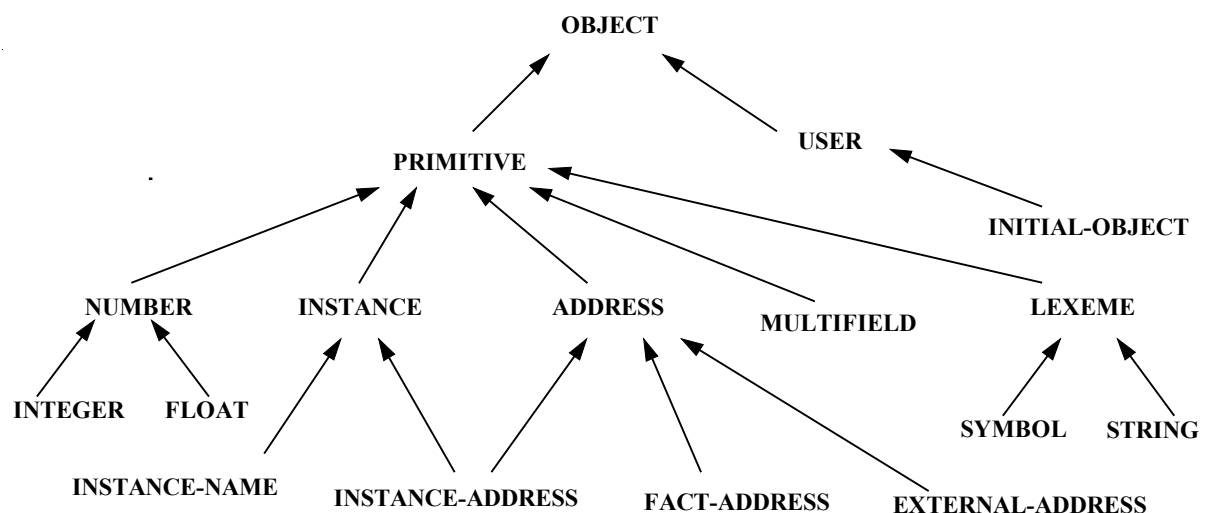 OBJECT
USER
PRIMITIVE
INITIAL-OBJECT
NUMBER
INSTANCE
ADDRESS
MULTIFIELD
LEXEME
INTEGER
FLOAT
SYMBOL
STRING
INSTANCE-NAME
INSTANCE-ADDRESS
FACT-ADDRESS
EXTERNAL-ADDRESS